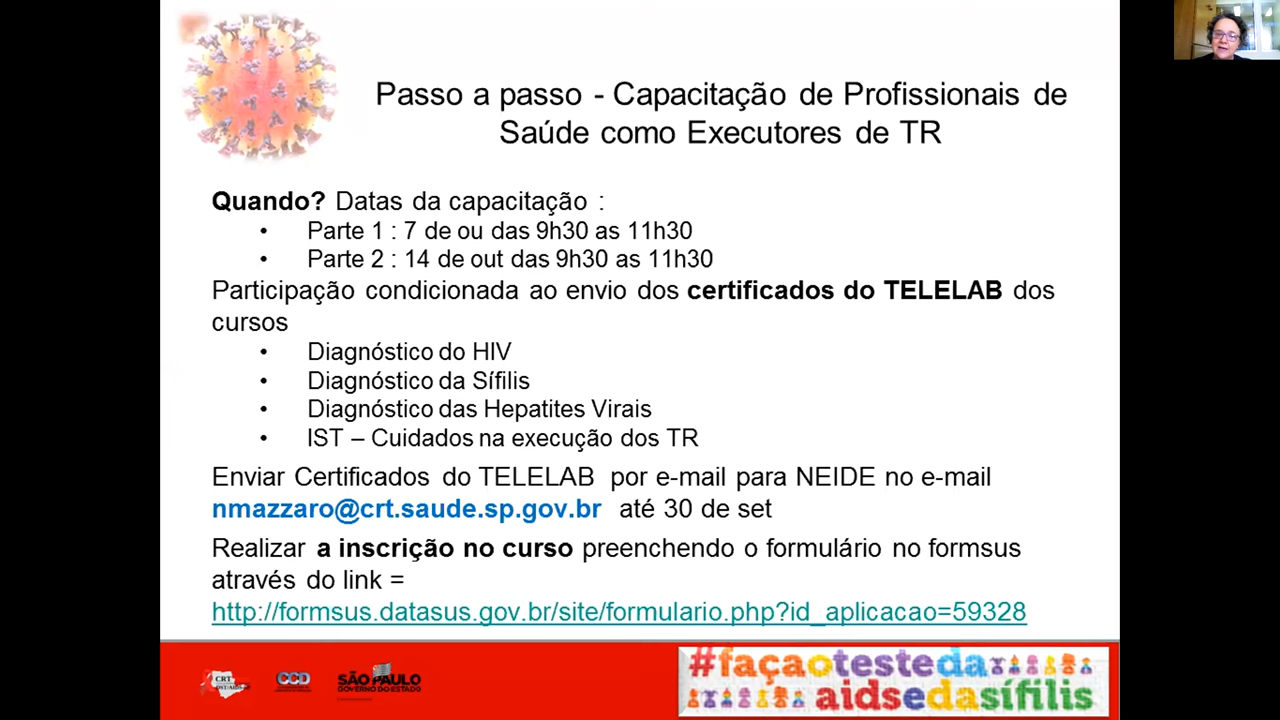 Passo a passo - Capacitação de Profissionais de
Saúde como Executores de TR
Quando? Datas da capacitação :
• Parte 1 : 7 de ou das 9h30 as 11h30
• Parte 2 : 14 de out das 9h30 as 11h30
Participação condicionada ao envio dos certificados do TELELAB dos
cursos
• Diagnóstico do HIV
• Diagnóstico da Sífilis
• Diagnóstico das Hepatites Virais
• IST – Cuidados na execução dos TR
Enviar Certificados do TELELAB por e-mail para NEIDE no e-mail
nmazzaro@crt.saude.sp.gov.br até 30 de set
Realizar a inscrição no curso preenchendo o formulário no formsus
através do link =
http://formsus.datasus.gov.br/site/formulario.php?id_aplicacao=59328
CRT
CCD
SÃO PAULO
GOVERNO DO ESTADO
#façaotesteda
aidsedasífilis